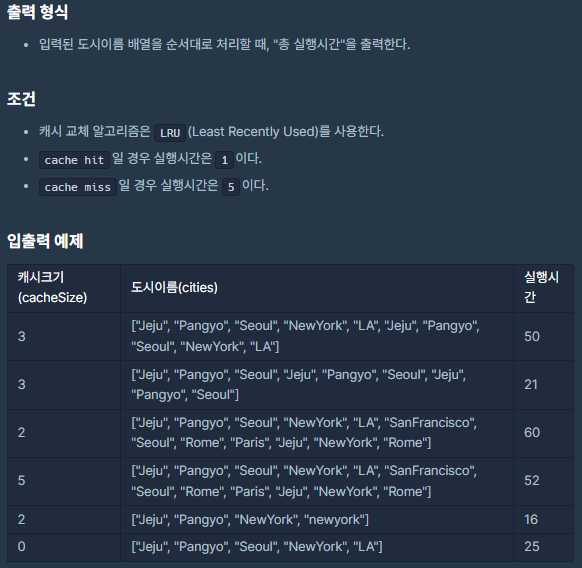 출력 형식
입력된 도시이름 배열을 순서대로 처리할 때, "총 실행시간"을 출력한다.
조건
캐시 교체 알고리즘은 LRU (Least Recently Used)를 사용한다.
cache hit 일 경우 실행시간은 1 이다.
cache miss 일 경우 실행시간은 5 이다.
입출력 예제
캐시크기
(cacheSize)
도시이름(cities)
실행시
간
3
["Jeju", "Pangyo", "Seoul", "NewYork", "LA", "Jeju", "Pangyo",
"Seoul", "NewYork", "LA"]
50
3
["Jeju", "Pangyo", "Seoul", "Jeju", "Pangyo", "Seoul", "Jeju",
"Pangyo", "Seoul"]
21
2
["Jeju", "Pangyo", "Seoul", "NewYork", "LA", "SanFrancisco",
"Seoul", "Rome", "Paris", "Jeju", "NewYork", "Rome"]
60
5
["Jeju", "Pangyo", "Seoul", "NewYork", "LA", "SanFrancisco",
"Seoul", "Rome", "Paris", "Jeju", "NewYork", "Rome"]
52
2
["Jeju", "Pangyo", "NewYork", "newyork"]
16
0
["Jeju", "Pangyo", "Seoul", "NewYork", "LA"]
25